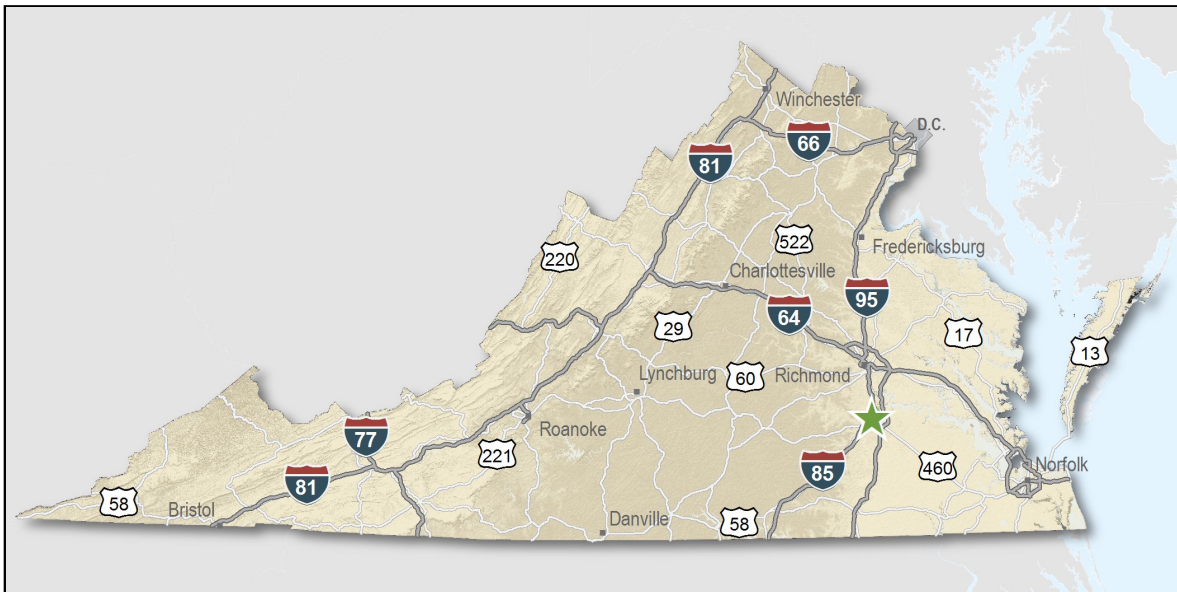 Winchester
D.C.
66
81
522
Fredericksburg
220
Charlottesville
95
64
29
17
13
Richmond
60
Lynchburg
77
Roanoke
221
85
460
Norfolk
81
58
Bristol
Danville
58